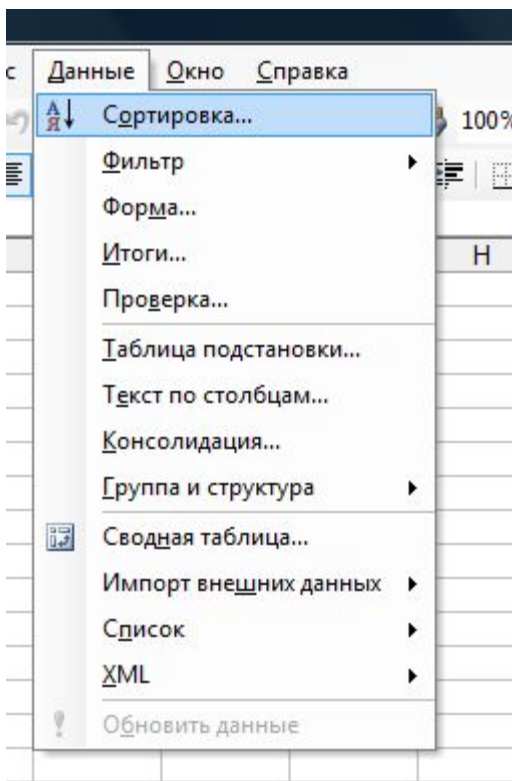 с Данные Окно Справка
Сортировка...
100%
Фильтр
Форма...
Итоги...
H
Проверка...
Таблица подстановки...
Текст по столбцам...
Консолидация...
Группа и структура
Сводная таблица...
Импорт внешних данных
Список
XML
Обновить данные